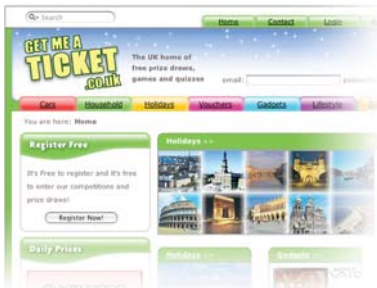 Search
Home Contact Login
GET ME A
TICKET
.co.uk
The UK home of
free prize draws,
games and quizzes
email:
Cars Household Holidays Vouchers Gadgets Lifestyle
You are here: Home
Register Free
Holidays >>
It's Free to register and it's free
to enter our competitions and
prize draws!
Register Now!
Daily Prizes
Holidays >>
Gadgets